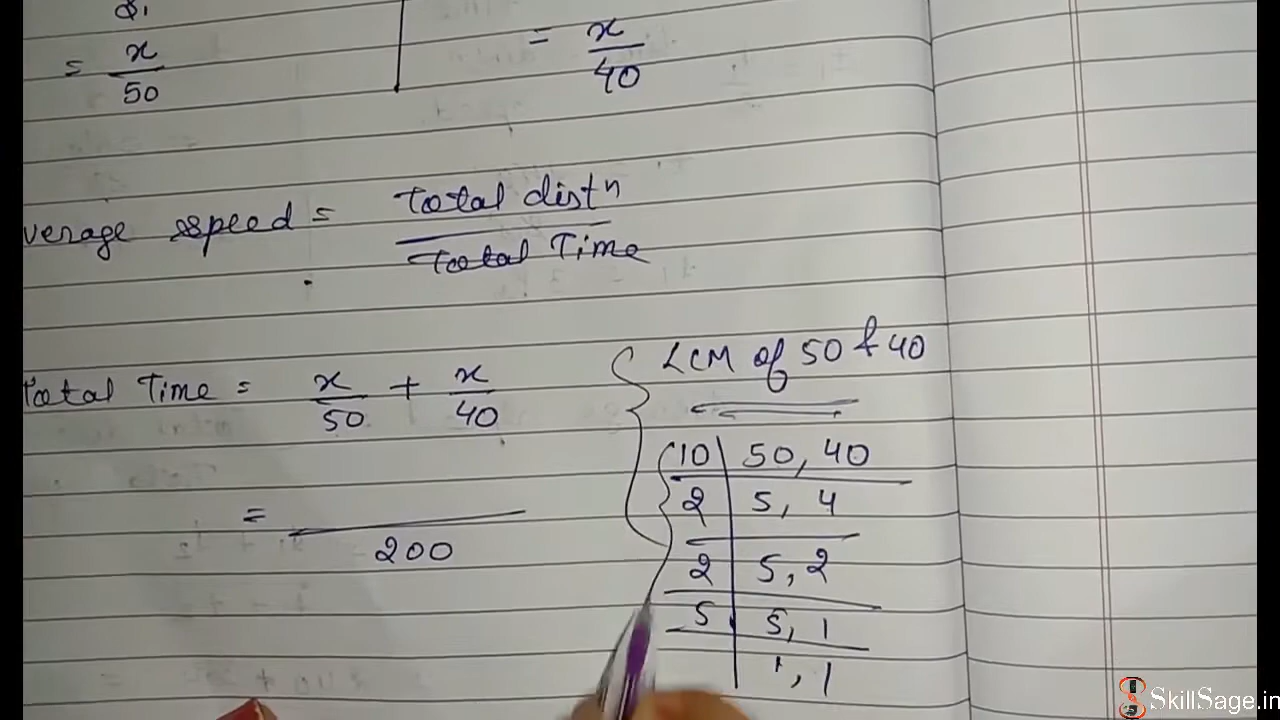 = x/50
= x/40
verage speed = Total distn / Total Time
Total Time = x/50 + x/40
= /200
LCM of 50 & 40
10 | 50, 40
2 | 5, 4
2 | 5, 2
5 | 5, 1
1, 1
SkillSage.in